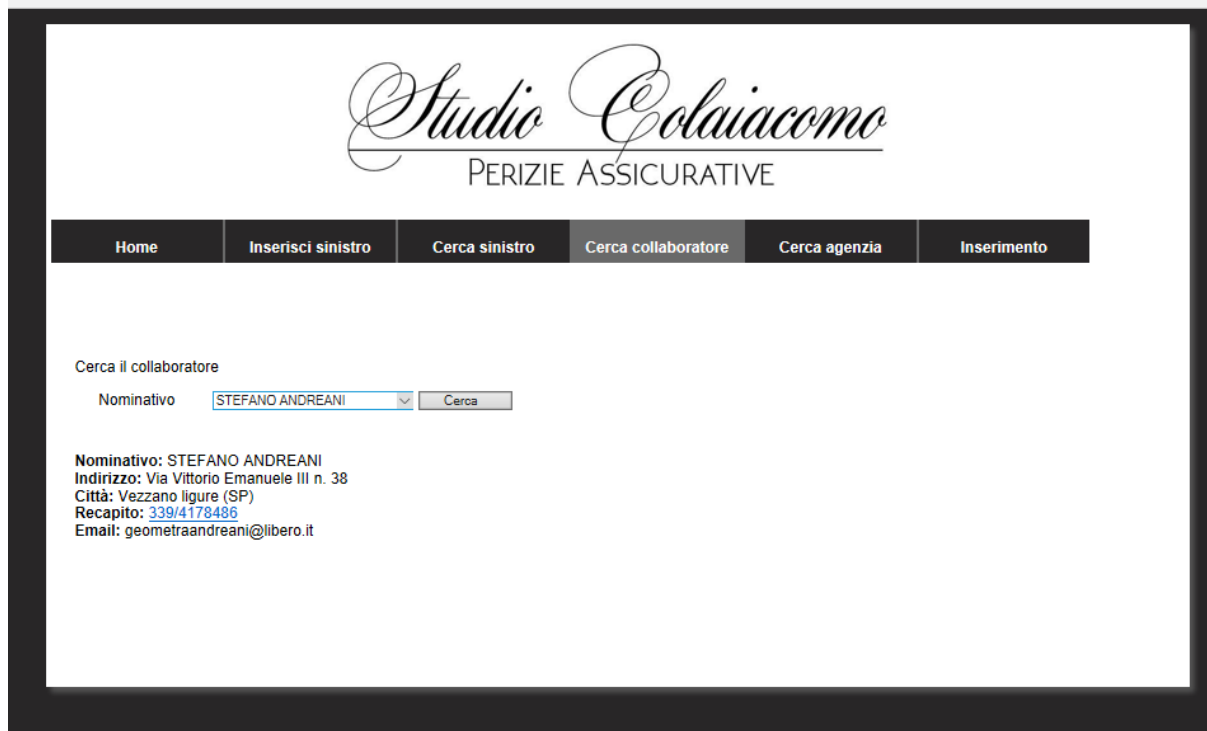 Studio Colaiacomo
PERIZIE ASSICURATIVE
Home Inserisci sinistro Cerca sinistro Cerca collaboratore Cerca agenzia Inserimento
Cerca il collaboratore
Nominativo STEFANO ANDREANI Cerca
Nominativo: STEFANO ANDREANI
Indirizzo: Via Vittorio Emanuele III n. 38
Città: Vezzano ligure (SP)
Recapito: 339/4178486
Email: geometraandreani@libero.it